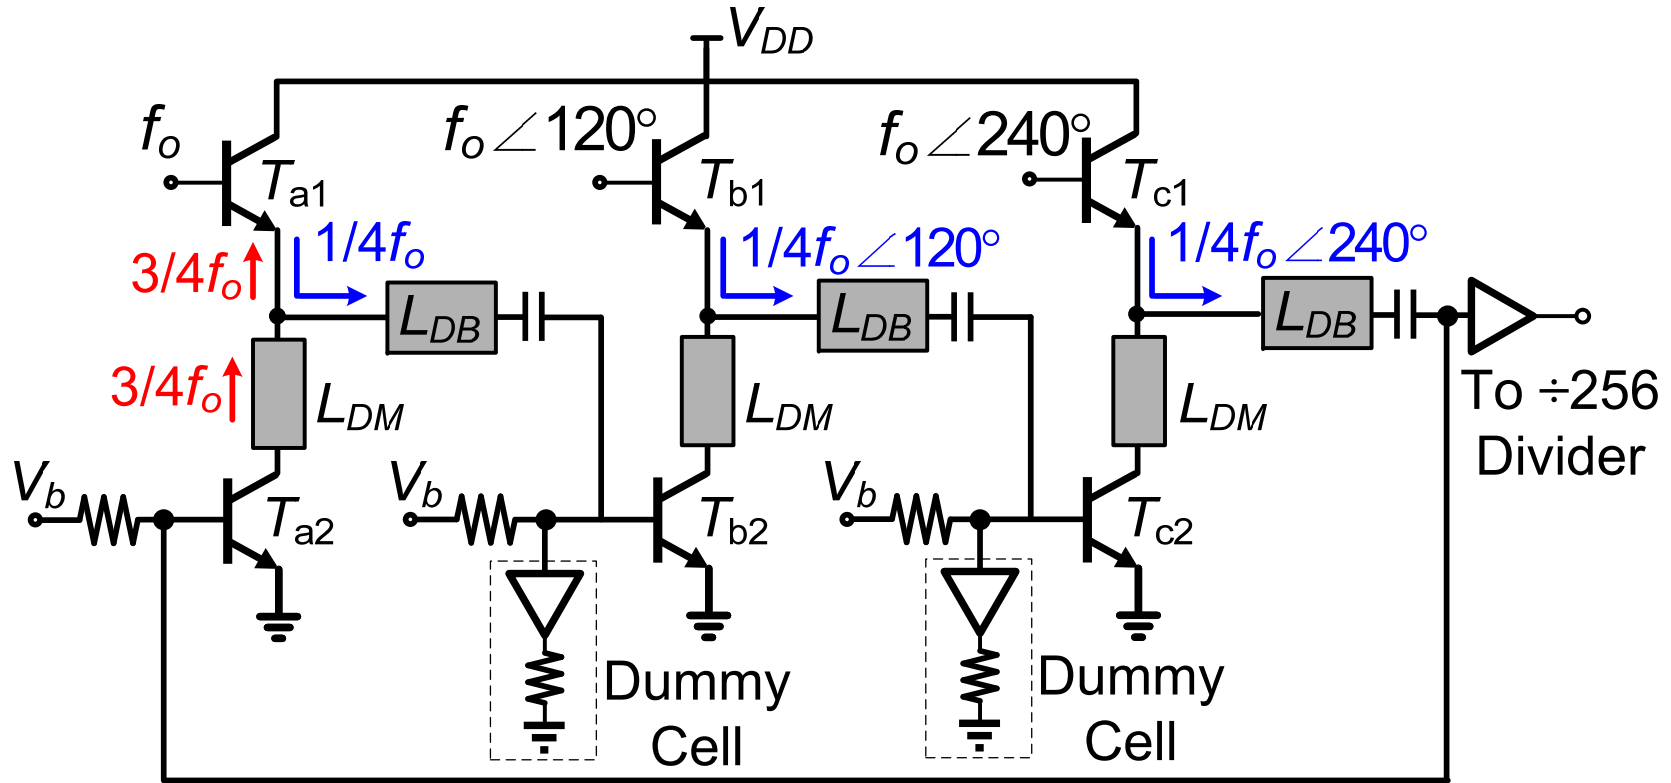 V_DD
f_o
f_o∠120°
f_o∠240°
T_a1
T_b1
T_c1
1/4f_o
1/4f_o∠120°
1/4f_o∠240°
3/4f_o
L_DB
L_DB
L_DB
3/4f_o
L_DM
L_DM
L_DM
To ÷256
Divider
V_b
V_b
V_b
T_a2
T_b2
T_c2
Dummy
Cell
Dummy
Cell